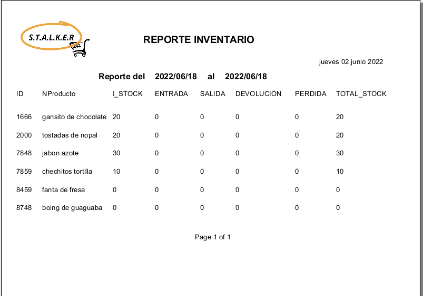 S.T.A.L.K.E.R
REPORTE INVENTARIO
jueves 02 junio 2022
Reporte del 2022/06/18 al 2022/06/18
ID NProducto I_STOCK ENTRADA SALIDA DEVOLUCION PERDIDA TOTAL_STOCK
1666 gansito de chocolate 20 0 0 0 0 20
2000 tostadas de nopal 20 0 0 0 0 20
7848 jabon azote 30 0 0 0 0 30
7859 chechitos tortilla 10 0 0 0 0 10
8459 fanta de fresa 0 0 0 0 0 0
8748 boing de guaguaba 0 0 0 0 0 0
Page 1 of 1